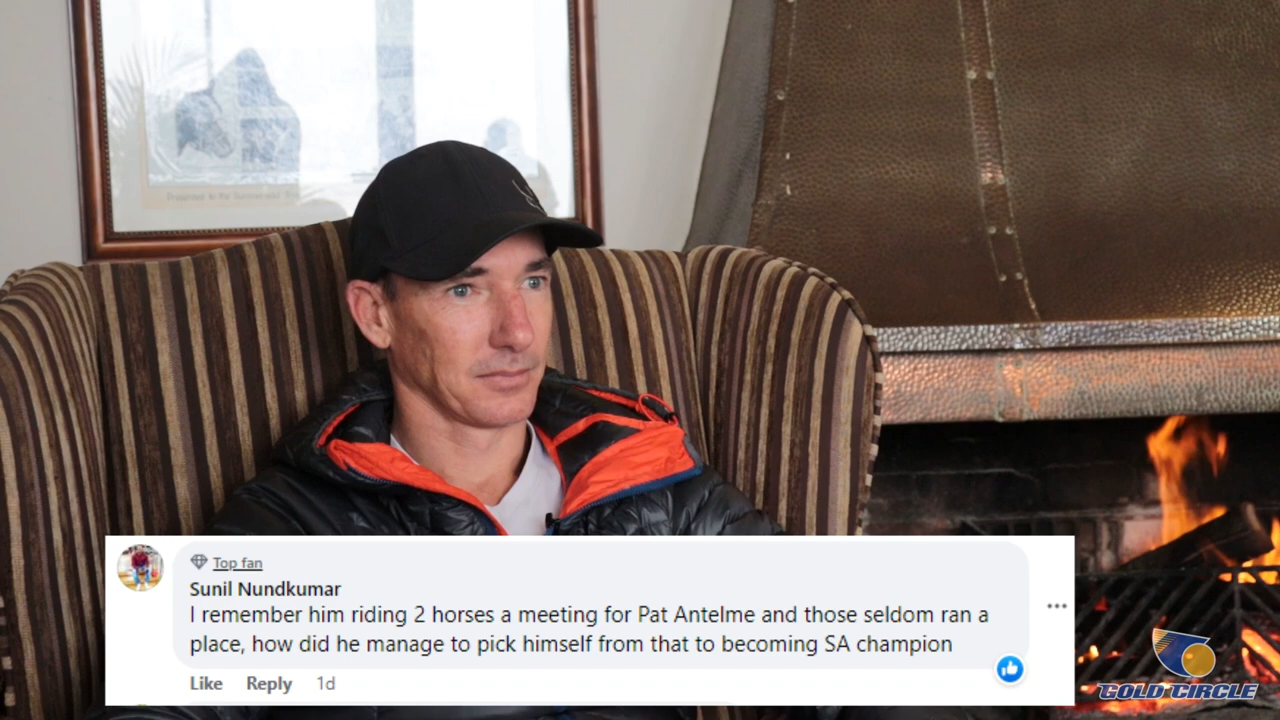 Top fan
Sunil Nundkumar
I remember him riding 2 horses a meeting for Pat Antelme and those seldom ran a
place, how did he manage to pick himself from that to becoming SA champion
Like Reply 1d
GOLD CIRCLE